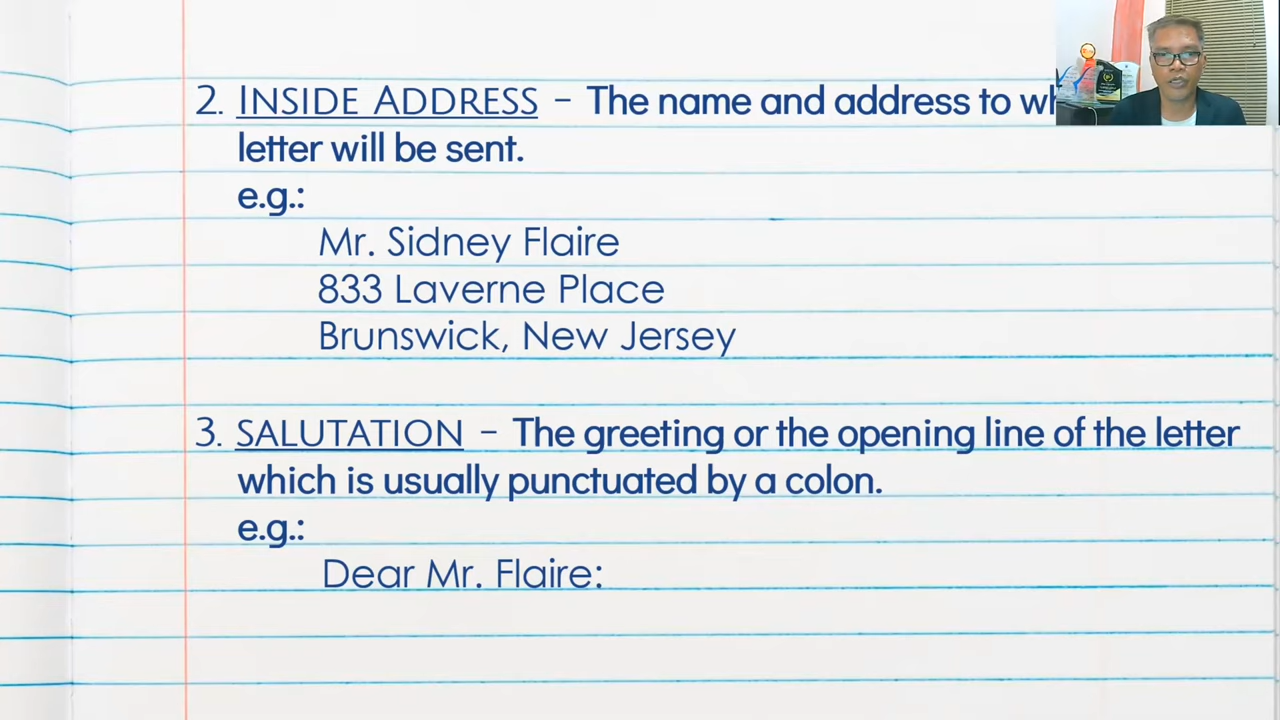 2. INSIDE ADDRESS - The name and address to
letter will be sent.
e.g.:
Mr. Sidney Flaire
833 Laverne Place
Brunswick, New Jersey
3. SALUTATION - The greeting or the opening line of the letter
which is usually punctuated by a colon.
e.g.:
Dear Mr. Flaire: